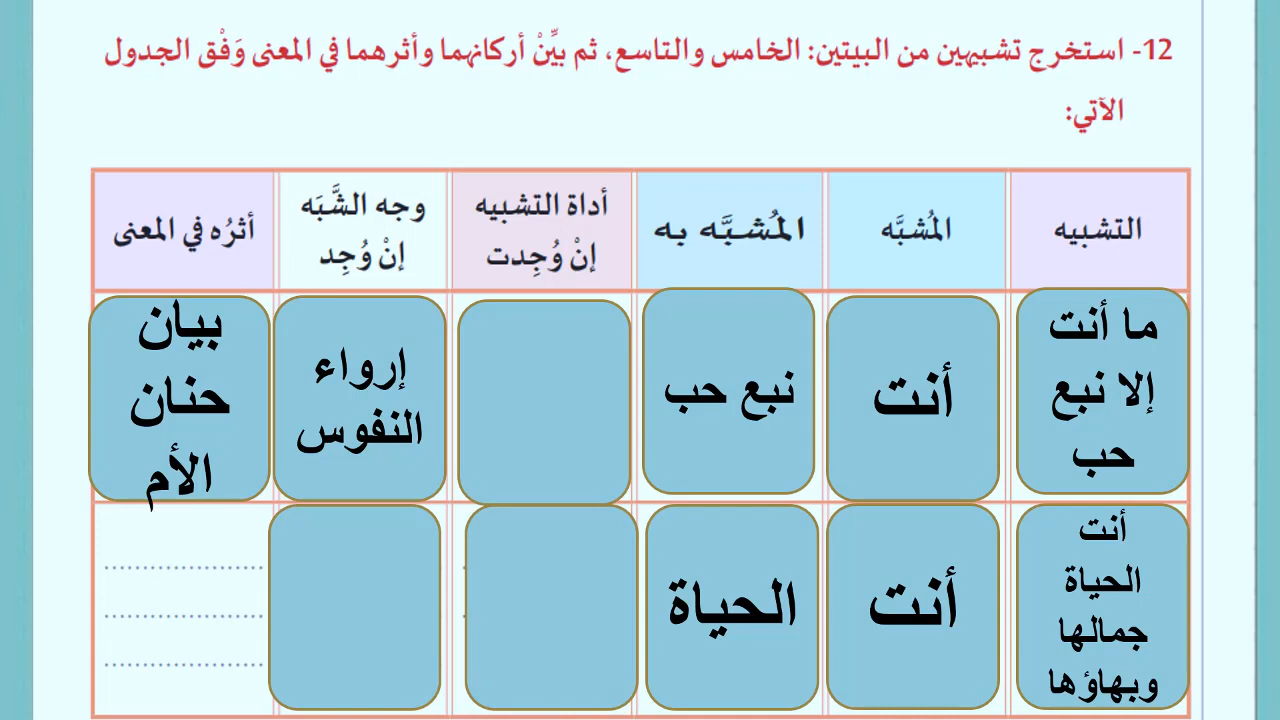 12- استخرج تشبيهين من البيتين: الخامس والتاسع، ثم بيِّنْ أركانهما وأثرهما في المعنى وَفْق الجدول
الآتي:
التشبيه
المُشبَّه
المُشبَّه به
أداة التشبيه
إنْ وُجِدت
وجه الشَّبَه
إنْ وُجِد
أثرُه في المعنى
ما أنت
إلا نبع
حب
أنت
نبع حب
إرواء
النفوس
بيان
حنان
الأم
أنت
الحياة
جمالها
وبهاؤها
أنت
الحياة